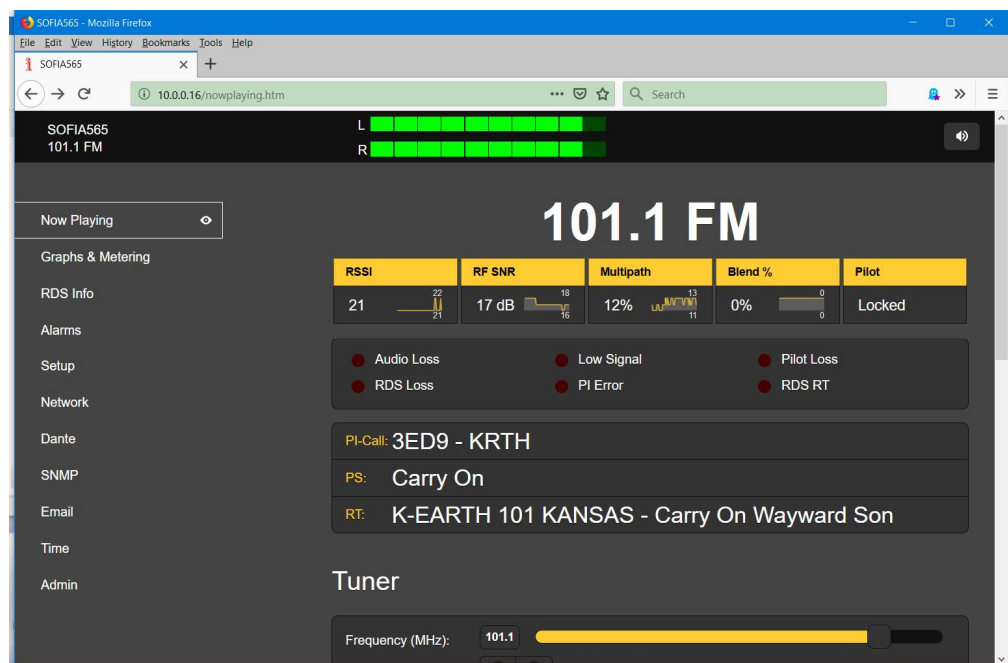 SOFIA565 - Mozilla Firefox
File Edit View History Bookmarks Tools Help
SOFIA565
10.0.0.16/nowplaying.htm
Search
SOFIA565
101.1 FM
L
R
Now Playing
Graphs & Metering
RDS Info
Alarms
Setup
Network
Dante
SNMP
Email
Time
Admin
101.1 FM
RSSI RF SNR Multipath Blend % Pilot
21 22 21 17 dB 18 16 12% 13 11 0% 0 0 Locked
Audio Loss Low Signal Pilot Loss
RDS Loss PI Error RDS RT
PI-Call: 3ED9 - KRTH
PS: Carry On
RT: K-EARTH 101 KANSAS - Carry On Wayward Son
Tuner
Frequency (MHz): 101.1